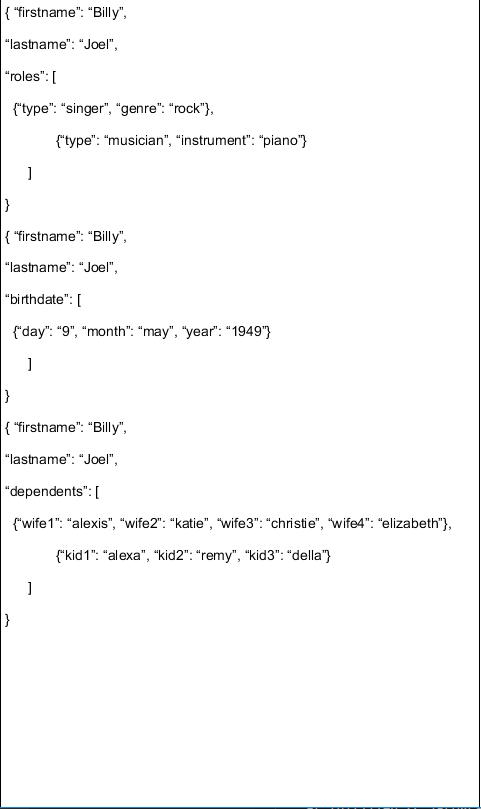 { “firstname”: “Billy”,
“lastname”: “Joel”,
“roles”: [
{“type”: “singer”, “genre”: “rock”},
{“type”: “musician”, “instrument”: “piano”}
]
}
{ “firstname”: “Billy”,
“lastname”: “Joel”,
“birthdate”: [
{“day”: “9”, “month”: “may”, “year”: “1949”}
]
}
{ “firstname”: “Billy”,
“lastname”: “Joel”,
“dependents”: [
{“wife1”: “alexis”, “wife2”: “katie”, “wife3”: “christie”, “wife4”: “elizabeth”},
{“kid1”: “alexa”, “kid2”: “remy”, “kid3”: “della”}
]
}